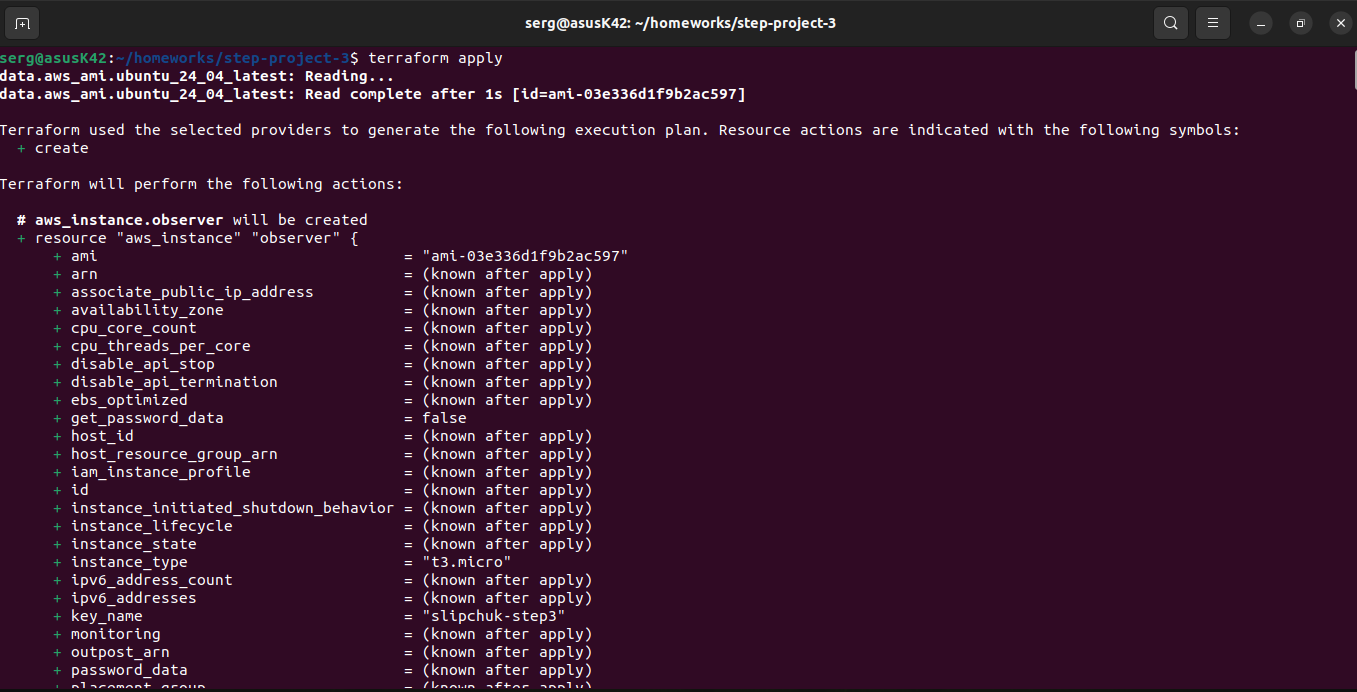 serg@asusK42: ~/homeworks/step-project-3
serg@asusK42:~/homeworks/step-project-3$ terraform apply
data.aws_ami.ubuntu_24_04_latest: Reading...
data.aws_ami.ubuntu_24_04_latest: Read complete after 1s [id=ami-03e336d1f9b2ac597]
Terraform used the selected providers to generate the following execution plan. Resource actions are indicated with the following symbols:
+ create
Terraform will perform the following actions:
# aws_instance.observer will be created
+ resource "aws_instance" "observer" {
+ ami = "ami-03e336d1f9b2ac597"
+ arn = (known after apply)
+ associate_public_ip_address = (known after apply)
+ availability_zone = (known after apply)
+ cpu_core_count = (known after apply)
+ cpu_threads_per_core = (known after apply)
+ disable_api_stop = (known after apply)
+ disable_api_termination = (known after apply)
+ ebs_optimized = (known after apply)
+ get_password_data = false
+ host_id = (known after apply)
+ host_resource_group_arn = (known after apply)
+ iam_instance_profile = (known after apply)
+ id = (known after apply)
+ instance_initiated_shutdown_behavior = (known after apply)
+ instance_lifecycle = (known after apply)
+ instance_state = (known after apply)
+ instance_type = "t3.micro"
+ ipv6_address_count = (known after apply)
+ ipv6_addresses = (known after apply)
+ key_name = "slipchuk-step3"
+ monitoring = (known after apply)
+ outpost_arn = (known after apply)
+ password_data = (known after apply)
+ placement_group = (known after apply)